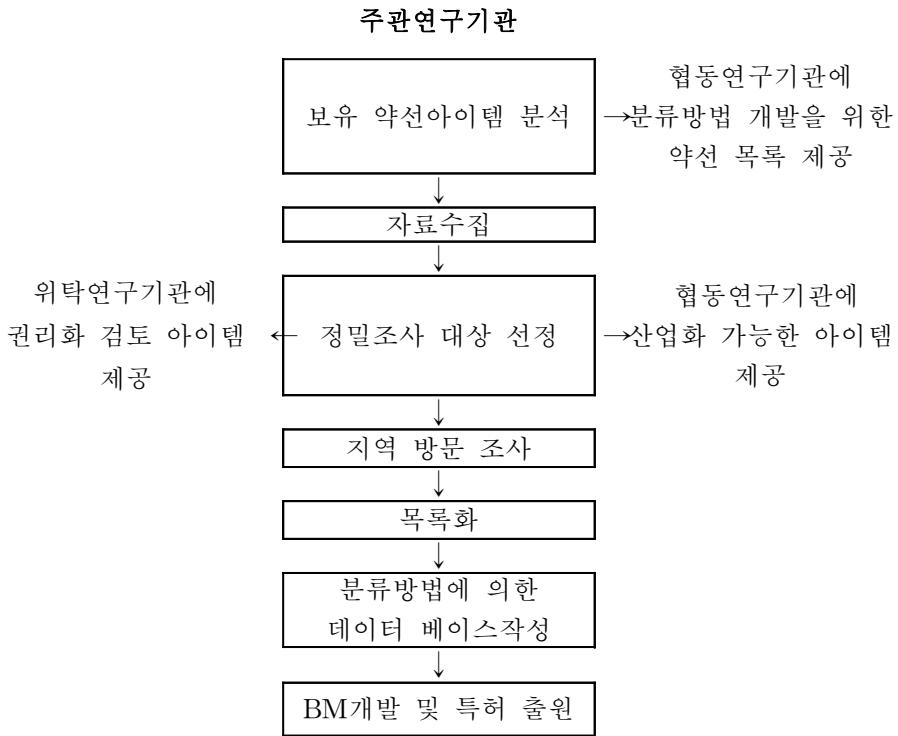 주관연구기관
보유 약선아이템 분석
→
협동연구기관에
분류방법 개발을 위한
약선 목록 제공
↓
자료수집
↓
위탁연구기관에
권리화 검토 아이템
제공
←
정밀조사 대상 선정
→
협동연구기관에
산업화 가능한 아이템
제공
↓
지역 방문 조사
↓
목록화
↓
분류방법에 의한
데이터 베이스작성
↓
BM개발 및 특허 출원